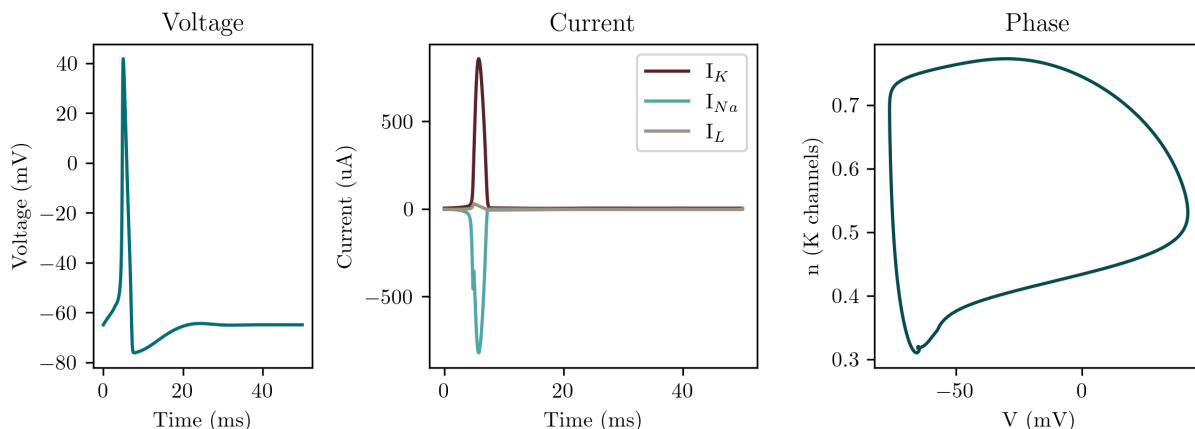 Voltage
Voltage (mV)
40
20
0
−20
−40
−60
−80
0
20
40
Time (ms)
Current
Current (uA)
500
0
−500
0
20
40
Time (ms)
I_K
I_Na
I_L
Phase
n (K channels)
0.7
0.6
0.5
0.4
0.3
−50
0
V (mV)